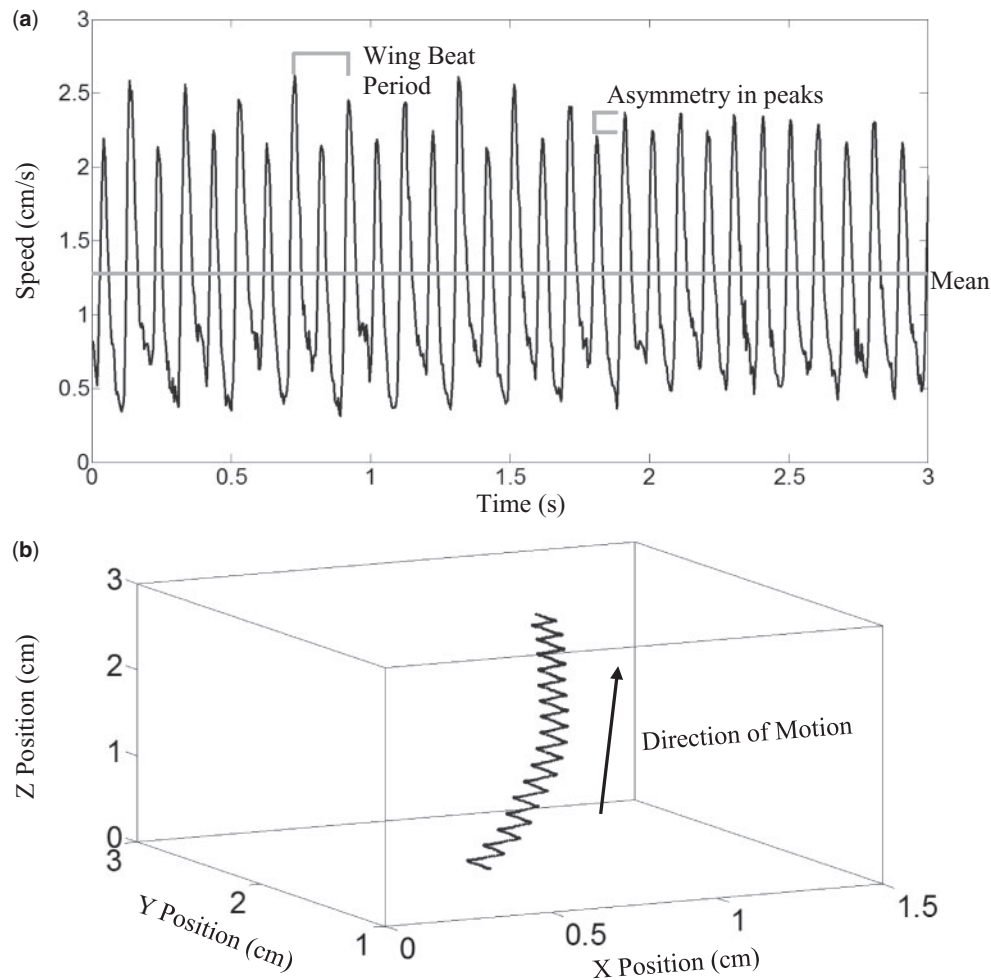 (a)
3
2.5
2
1.5
1
0.5
0
Speed (cm/s)
Wing Beat
Period
Asymmetry in peaks
Mean
0 0.5 1 1.5 2 2.5 3
Time (s)
(b)
3
2
1
0
Z Position (cm)
Direction of Motion
3
2
1
Y Position (cm)
0 0.5 1 1.5
X Position (cm)